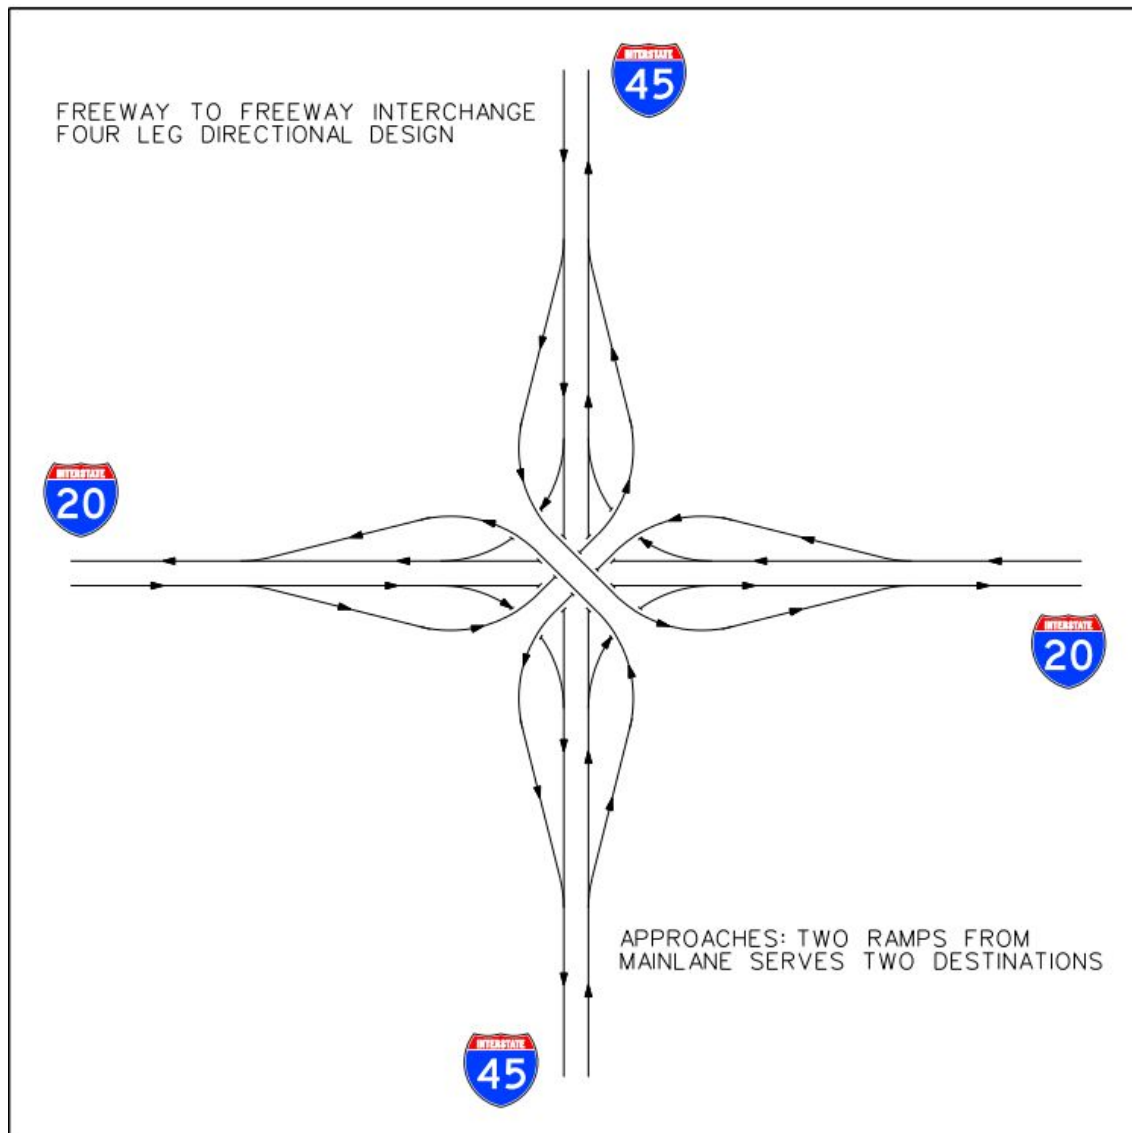 INTERSTATE
45
FREEWAY TO FREEWAY INTERCHANGE
FOUR LEG DIRECTIONAL DESIGN
INTERSTATE
20
INTERSTATE
20
APPROACHES: TWO RAMPS FROM
MAINLANE SERVES TWO DESTINATIONS
INTERSTATE
45